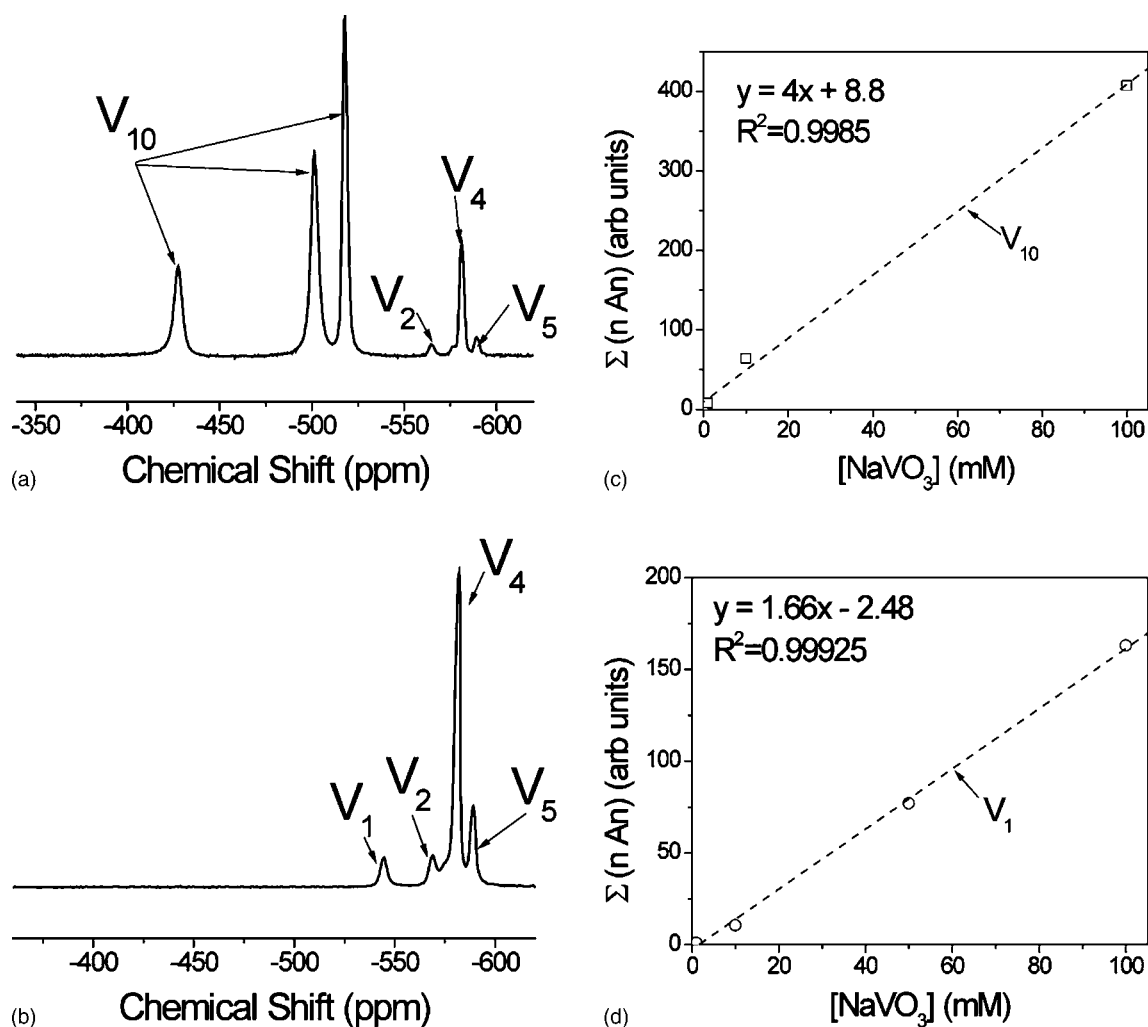 V10
V4
V2
V5
-350 -400 -450 -500 -550 -600
Chemical Shift (ppm)
(a)
400
300
200
100
0
Σ (n An) (arb units)
y = 4x + 8.8
R²=0.9985
V10
0 20 40 60 80 100
[NaVO3] (mM)
(c)
V4
V1
V2
V5
-400 -450 -500 -550 -600
Chemical Shift (ppm)
(b)
200
150
100
50
0
Σ (n An) (arb units)
y = 1.66x - 2.48
R²=0.99925
V1
0 20 40 60 80 100
[NaVO3] (mM)
(d)